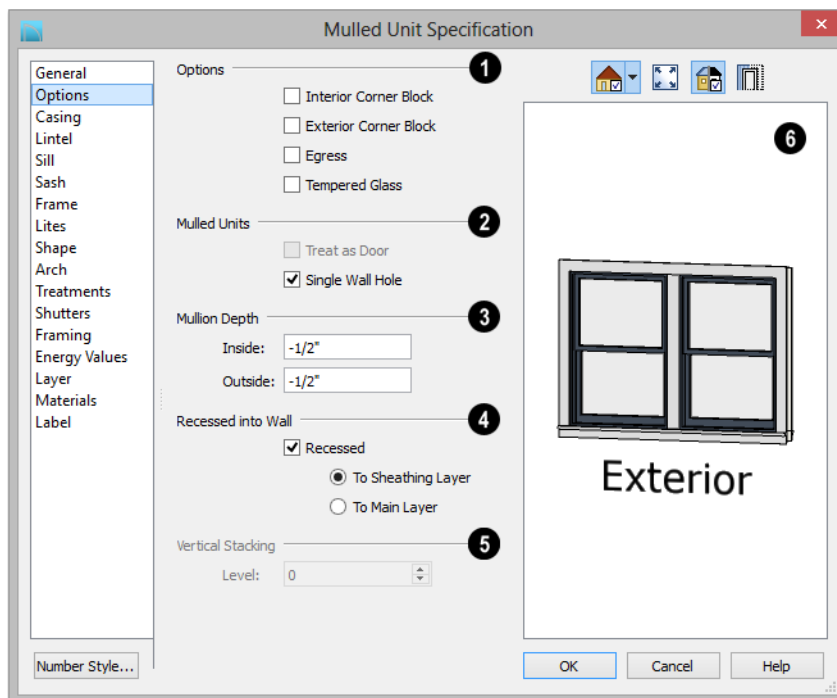 Mulled Unit Specification
General
Options
Casing
Lintel
Sill
Sash
Frame
Lites
Shape
Arch
Treatments
Shutters
Framing
Energy Values
Layer
Materials
Label
Number Style...
Options 1
Interior Corner Block
Exterior Corner Block
Egress
Tempered Glass
Mulled Units 2
Treat as Door
Single Wall Hole
Mullion Depth 3
Inside: -1/2"
Outside: -1/2"
Recessed into Wall 4
Recessed
To Sheathing Layer
To Main Layer
Vertical Stacking 5
Level: 0
6
Exterior
OK Cancel Help